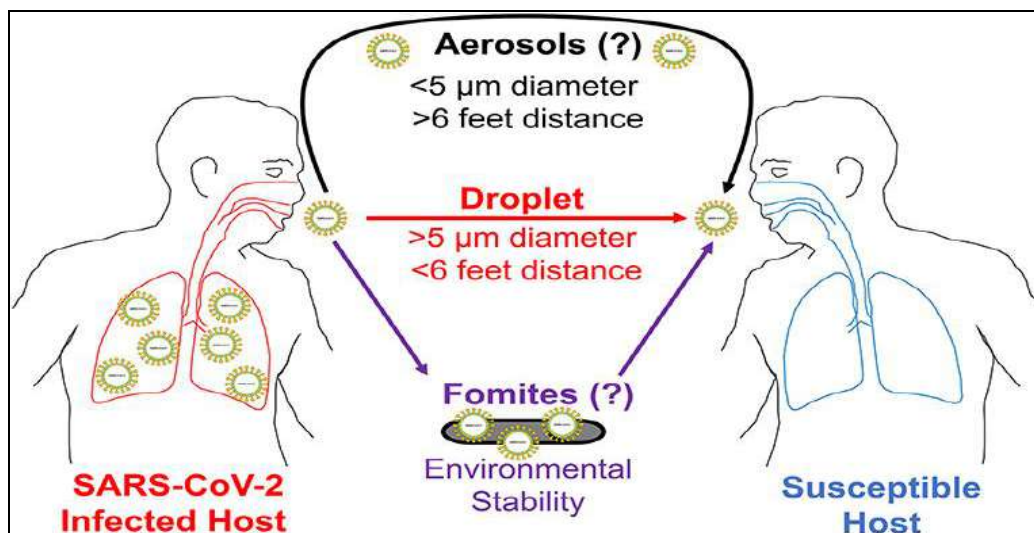 Aerosols (?)
<5 µm diameter
>6 feet distance
Droplet
>5 µm diameter
<6 feet distance
Fomites (?)
Environmental
Stability
SARS-CoV-2
Infected Host
Susceptible
Host